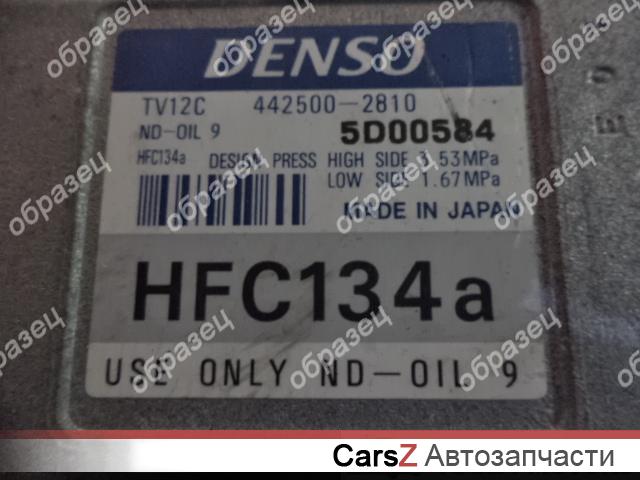 DENSO
TV12C 442500-2810
ND-OIL 9 5D00584
HFC134a DESIGN PRESS HIGH SIDE 3.53MPa
LOW SIDE 1.67MPa
MADE IN JAPAN
HFC134a
USE ONLY ND-OIL 9
образец
образец
образец
образец
образец
образец
образец
образец
образец
образец
образец
образец
CarsZ Автозапчасти